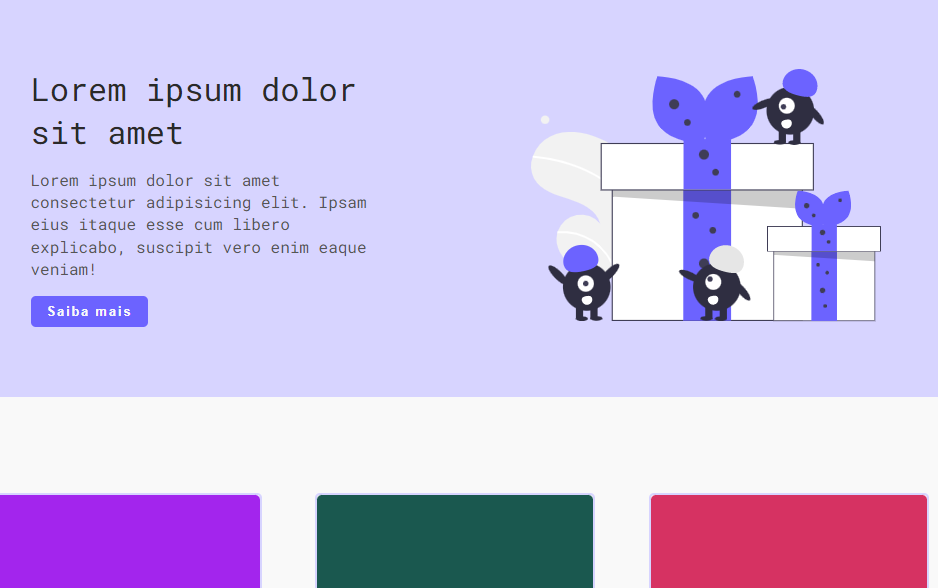 Lorem ipsum dolor
sit amet
Lorem ipsum dolor sit amet
consectetur adipisicing elit. Ipsam
eius itaque esse cum libero
explicabo, suscipit vero enim eaque
veniam!
Saiba mais